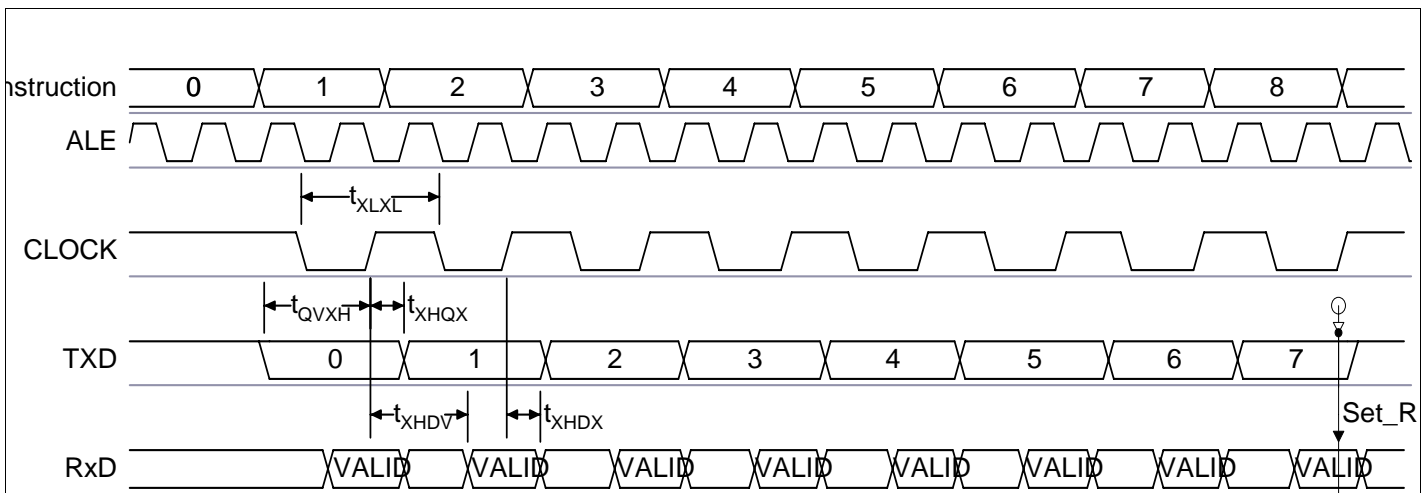 nstruction 0 1 2 3 4 5 6 7 8
ALE
tXLXL
CLOCK
tQVXH tXHQX
TXD 0 1 2 3 4 5 6 7
tXHDV tXHDX Set_R
RxD VALID VALID VALID VALID VALID VALID VALID VALID